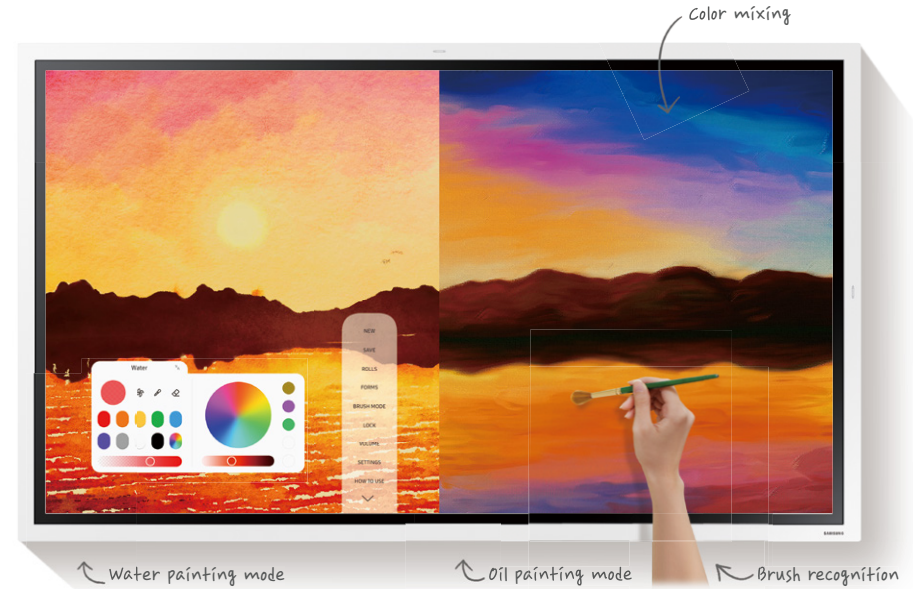 Color mixing
Water
NEW
SAVE
ROLLS
FORMS
BRUSH MODE
LOCK
VOLUME
SETTINGS
HOW TO USE
SAMSUNG
Water painting mode
Oil painting mode
Brush recognition